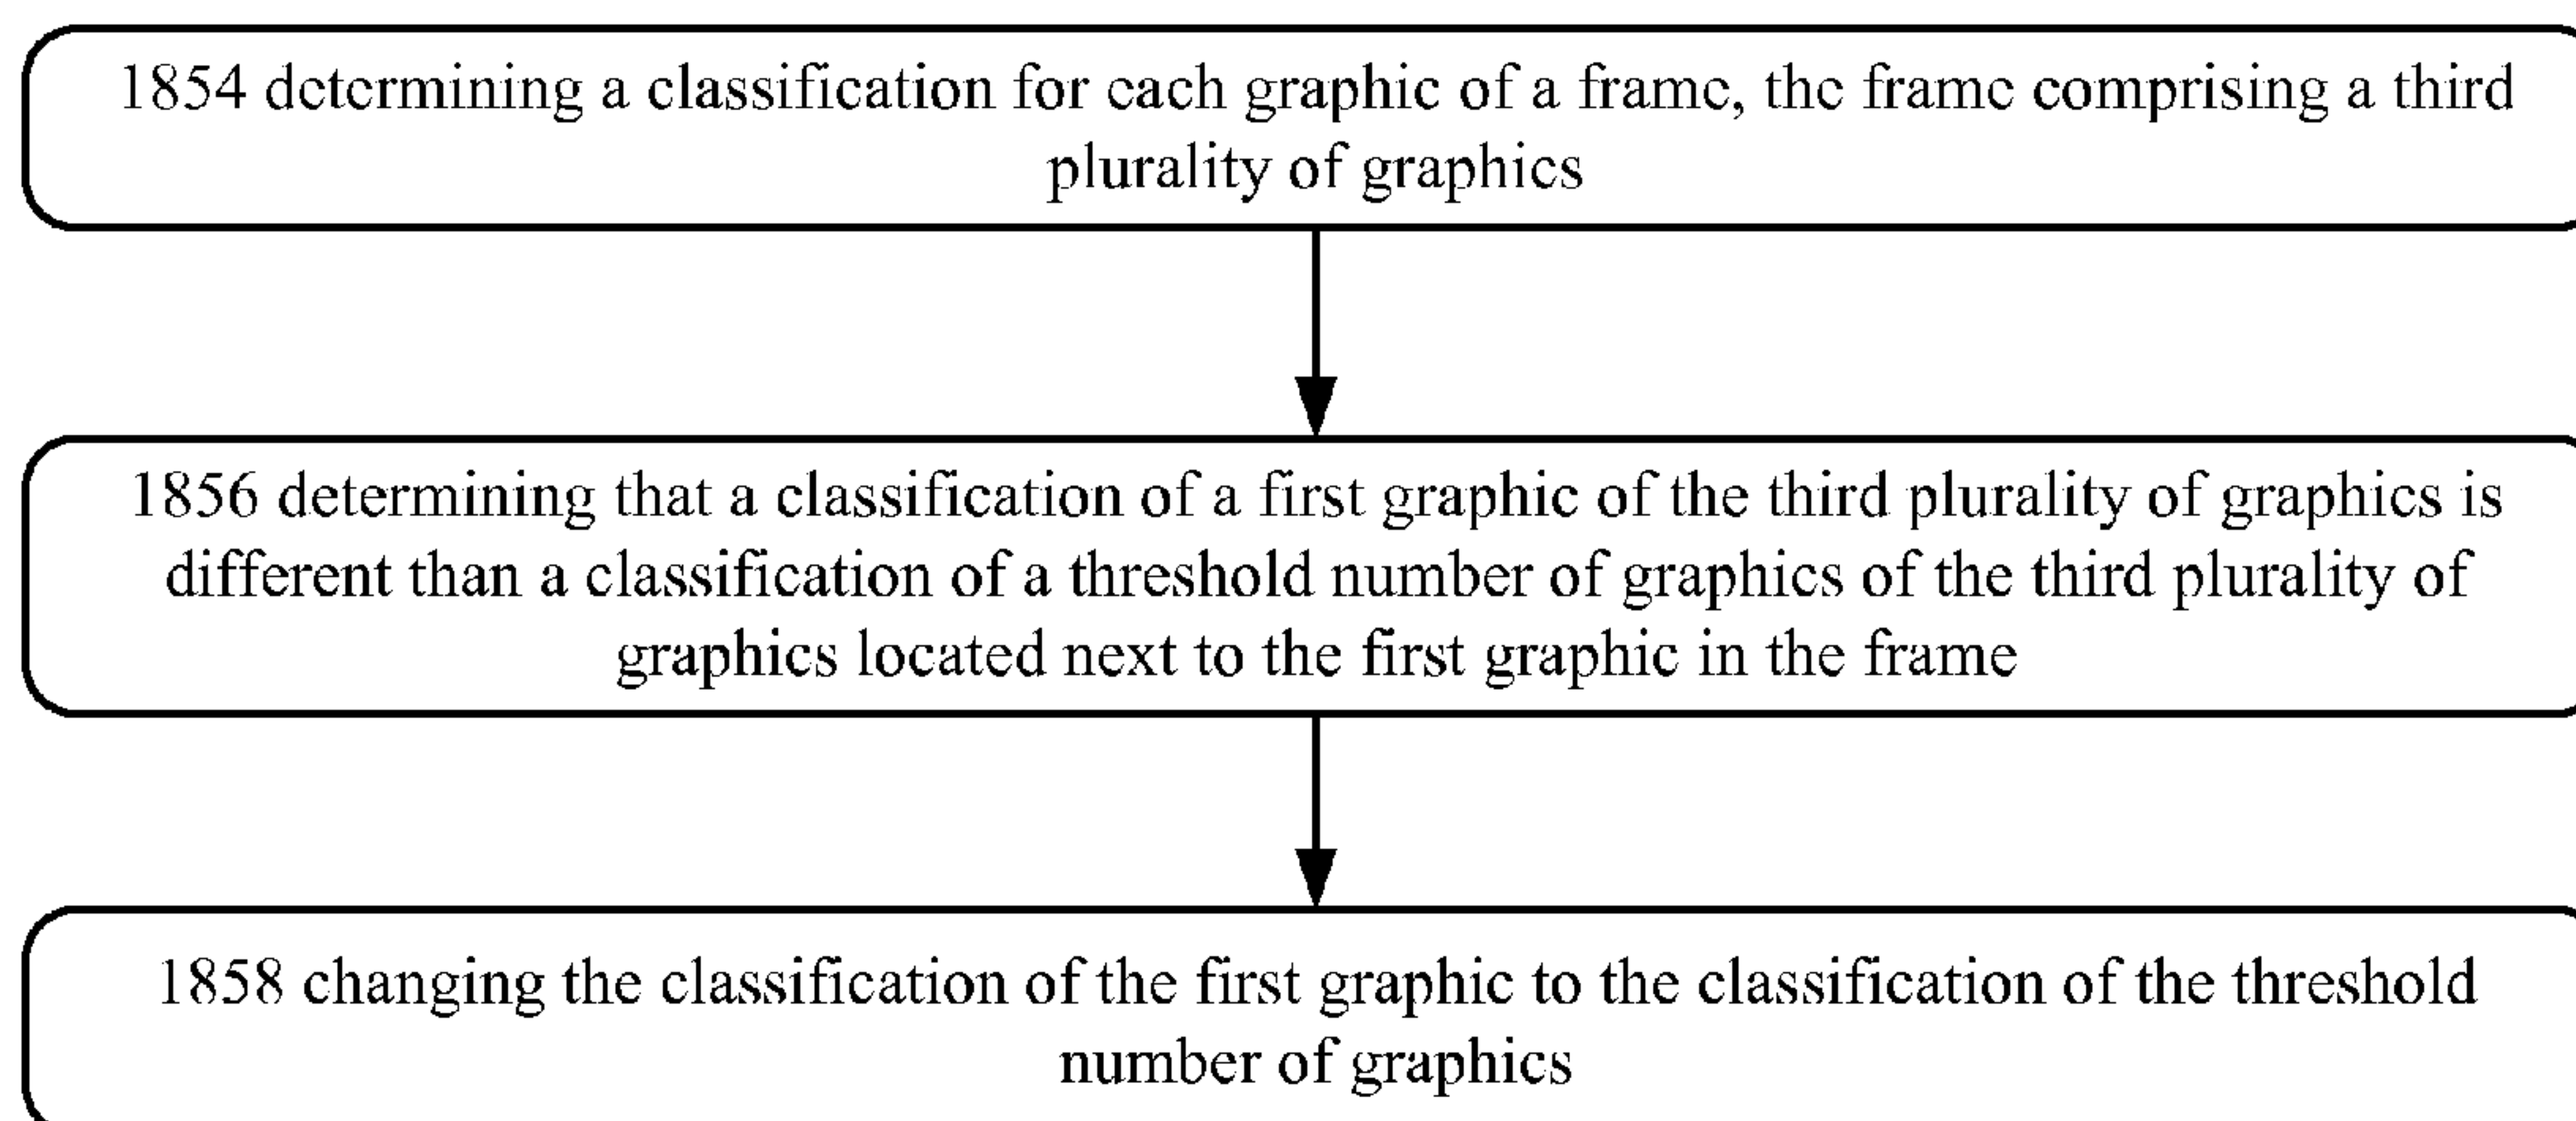 1854 determining a classification for each graphic of a frame, the frame comprising a third
plurality of graphics
1856 determining that a classification of a first graphic of the third plurality of graphics is
different than a classification of a threshold number of graphics of the third plurality of
graphics located next to the first graphic in the frame
1858 changing the classification of the first graphic to the classification of the threshold
number of graphics